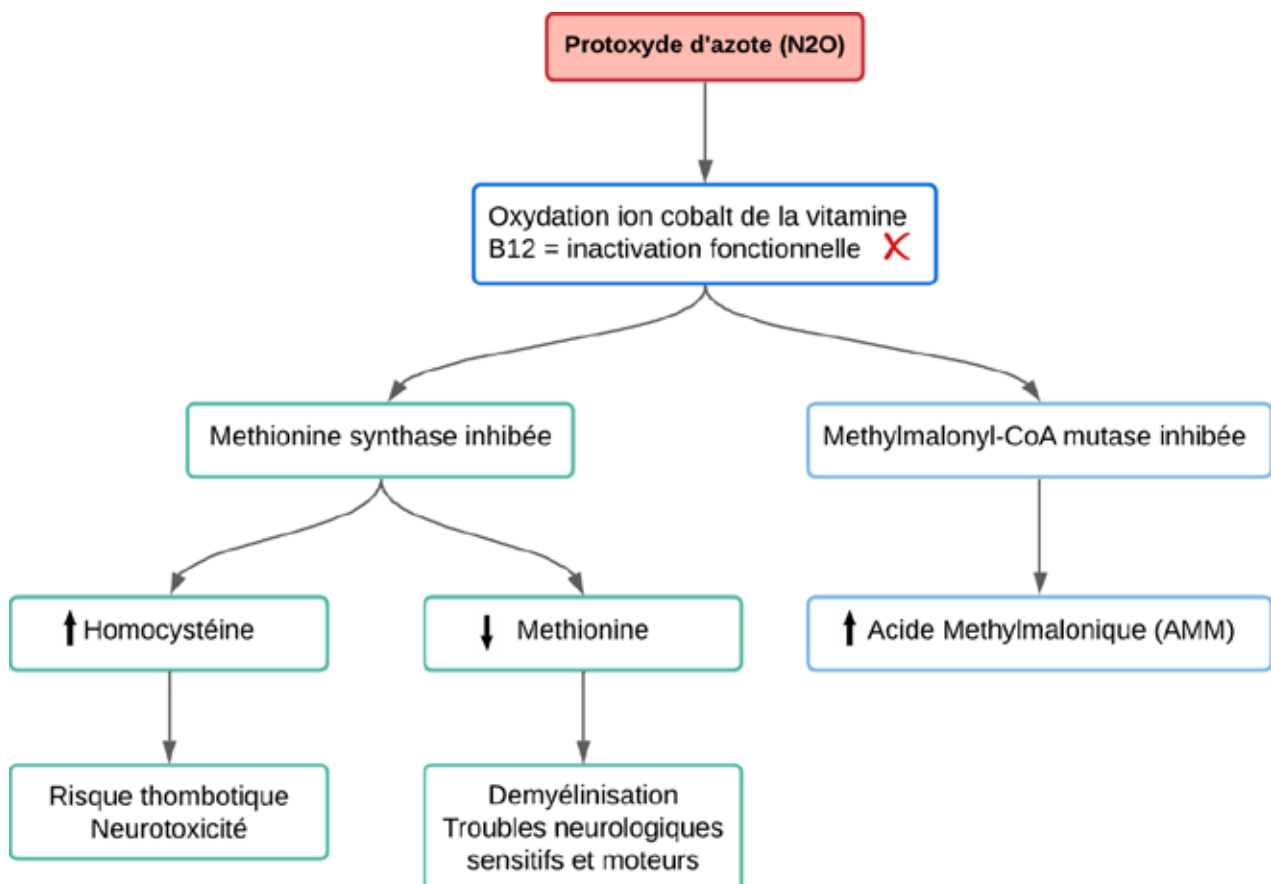 Protoxyde d'azote (N2O)
Oxydation ion cobalt de la vitamine
B12 = inactivation fonctionnelle ❌
Methionine synthase inhibée
Methylmalonyl-CoA mutase inhibée
⬆ Homocystéine
⬇ Methionine
⬆ Acide Methylmalonique (AMM)
Risque thombotique
Neurotoxicité
Demyélinisation
Troubles neurologiques
sensitifs et moteurs